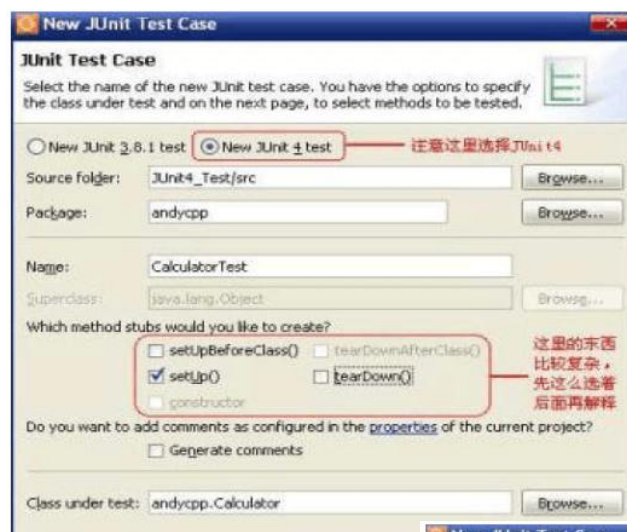 New JUnit Test Case
JUnit Test Case
Select the name of the new JUnit test case. You have the options to specify
the class under test and on the next page, to select methods to be tested.
New JUnit 3.8.1 test New JUnit 4 test 注意这里选择JUnit4
Source folder: JUnit4_Test/src Browse...
Package: andycpp Browse...
Name: CalculatorTest
Superclass: java.lang.Object Browse...
Which method stubs would you like to create?
setUpBeforeClass() tearDownAfterClass()
setUp() tearDown()
constructor
这里的东西
比较复杂，
先这么选着
后面再解释
Do you want to add comments as configured in the properties of the current project?
Generate comments
Class under test: andycpp.Calculator Browse...